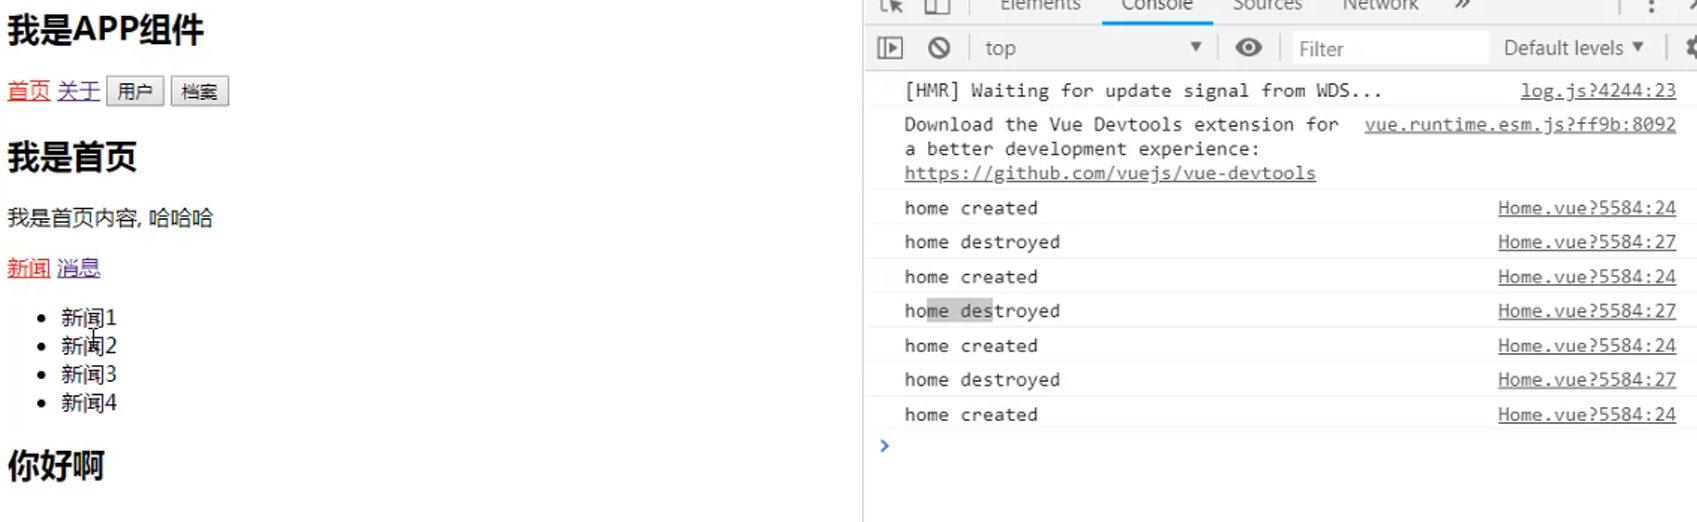 我是APP组件
首页 关于 用户 档案
我是首页
我是首页内容, 哈哈哈
新闻 消息
新闻1
新闻2
新闻3
新闻4
你好啊
Elements Console Sources Network »
top Filter Default levels
[HMR] Waiting for update signal from WDS... log.js?4244:23
Download the Vue Devtools extension for vue.runtime.esm.js?ff9b:8092
a better development experience:
https://github.com/vuejs/vue-devtools
home created Home.vue?5584:24
home destroyed Home.vue?5584:27
home created Home.vue?5584:24
home destroyed Home.vue?5584:27
home created Home.vue?5584:24
home destroyed Home.vue?5584:27
home created Home.vue?5584:24